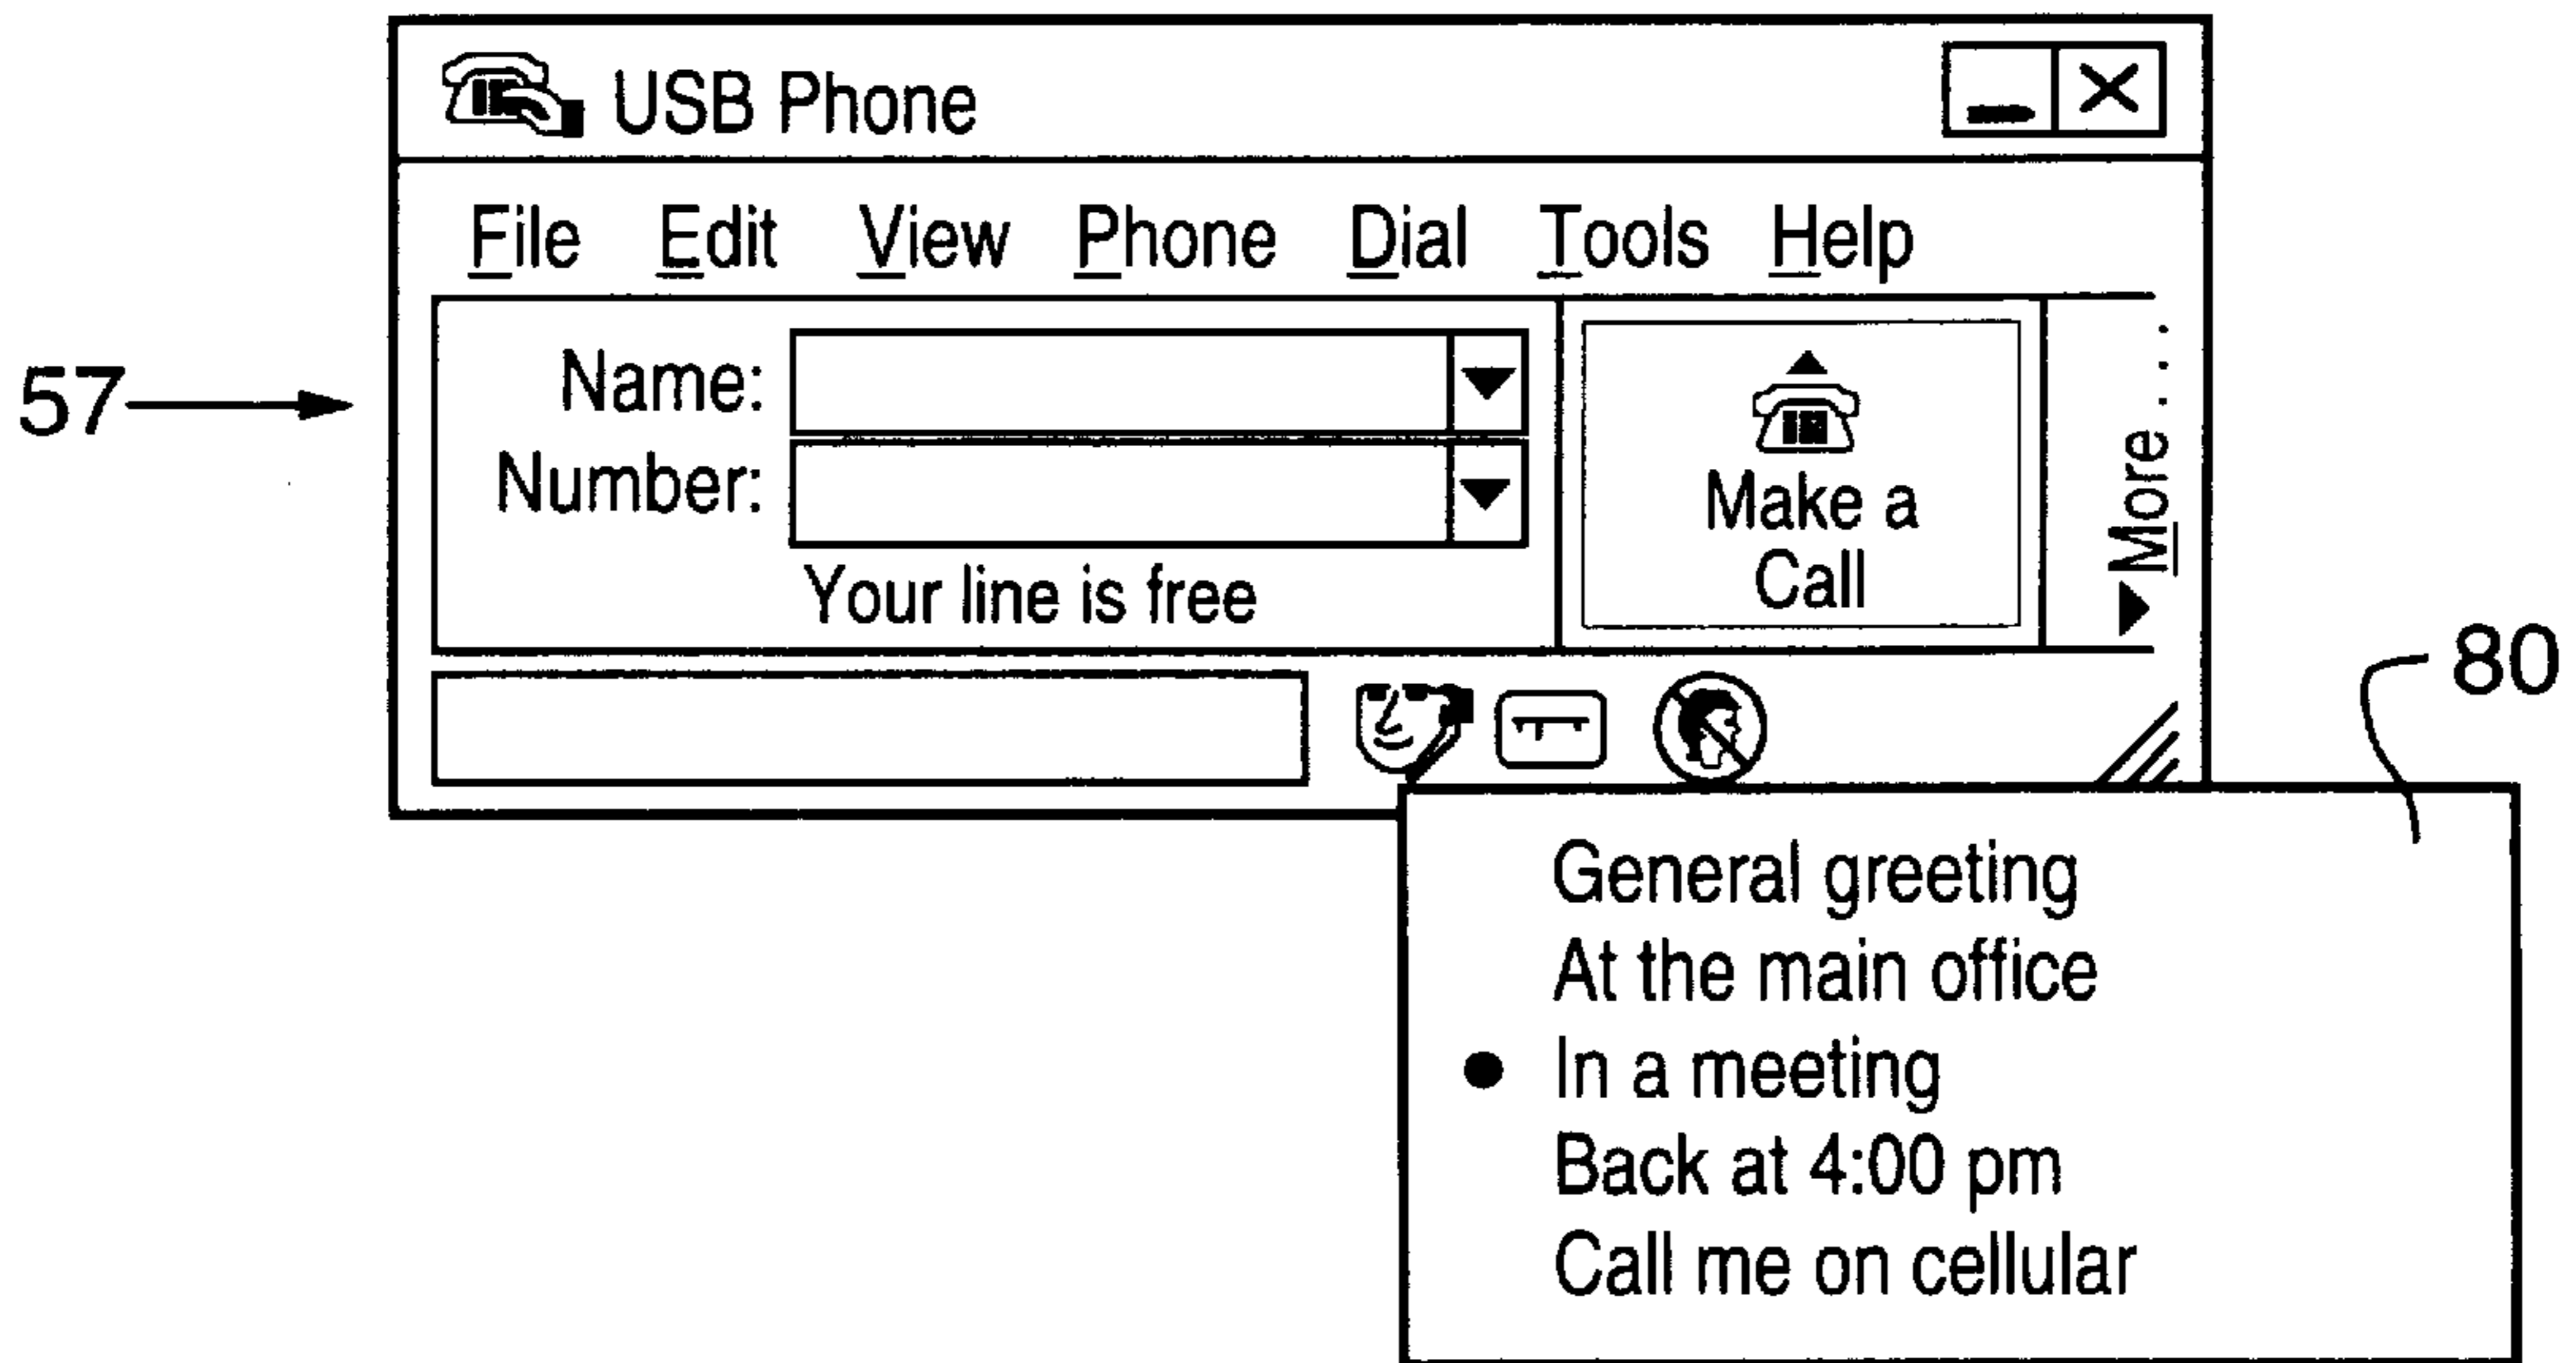 USB Phone
File Edit View Phone Dial Tools Help
57
Name:
Number:
Your line is free
Make a
Call
More....
80
General greeting
At the main office
In a meeting
Back at 4:00 pm
Call me on cellular